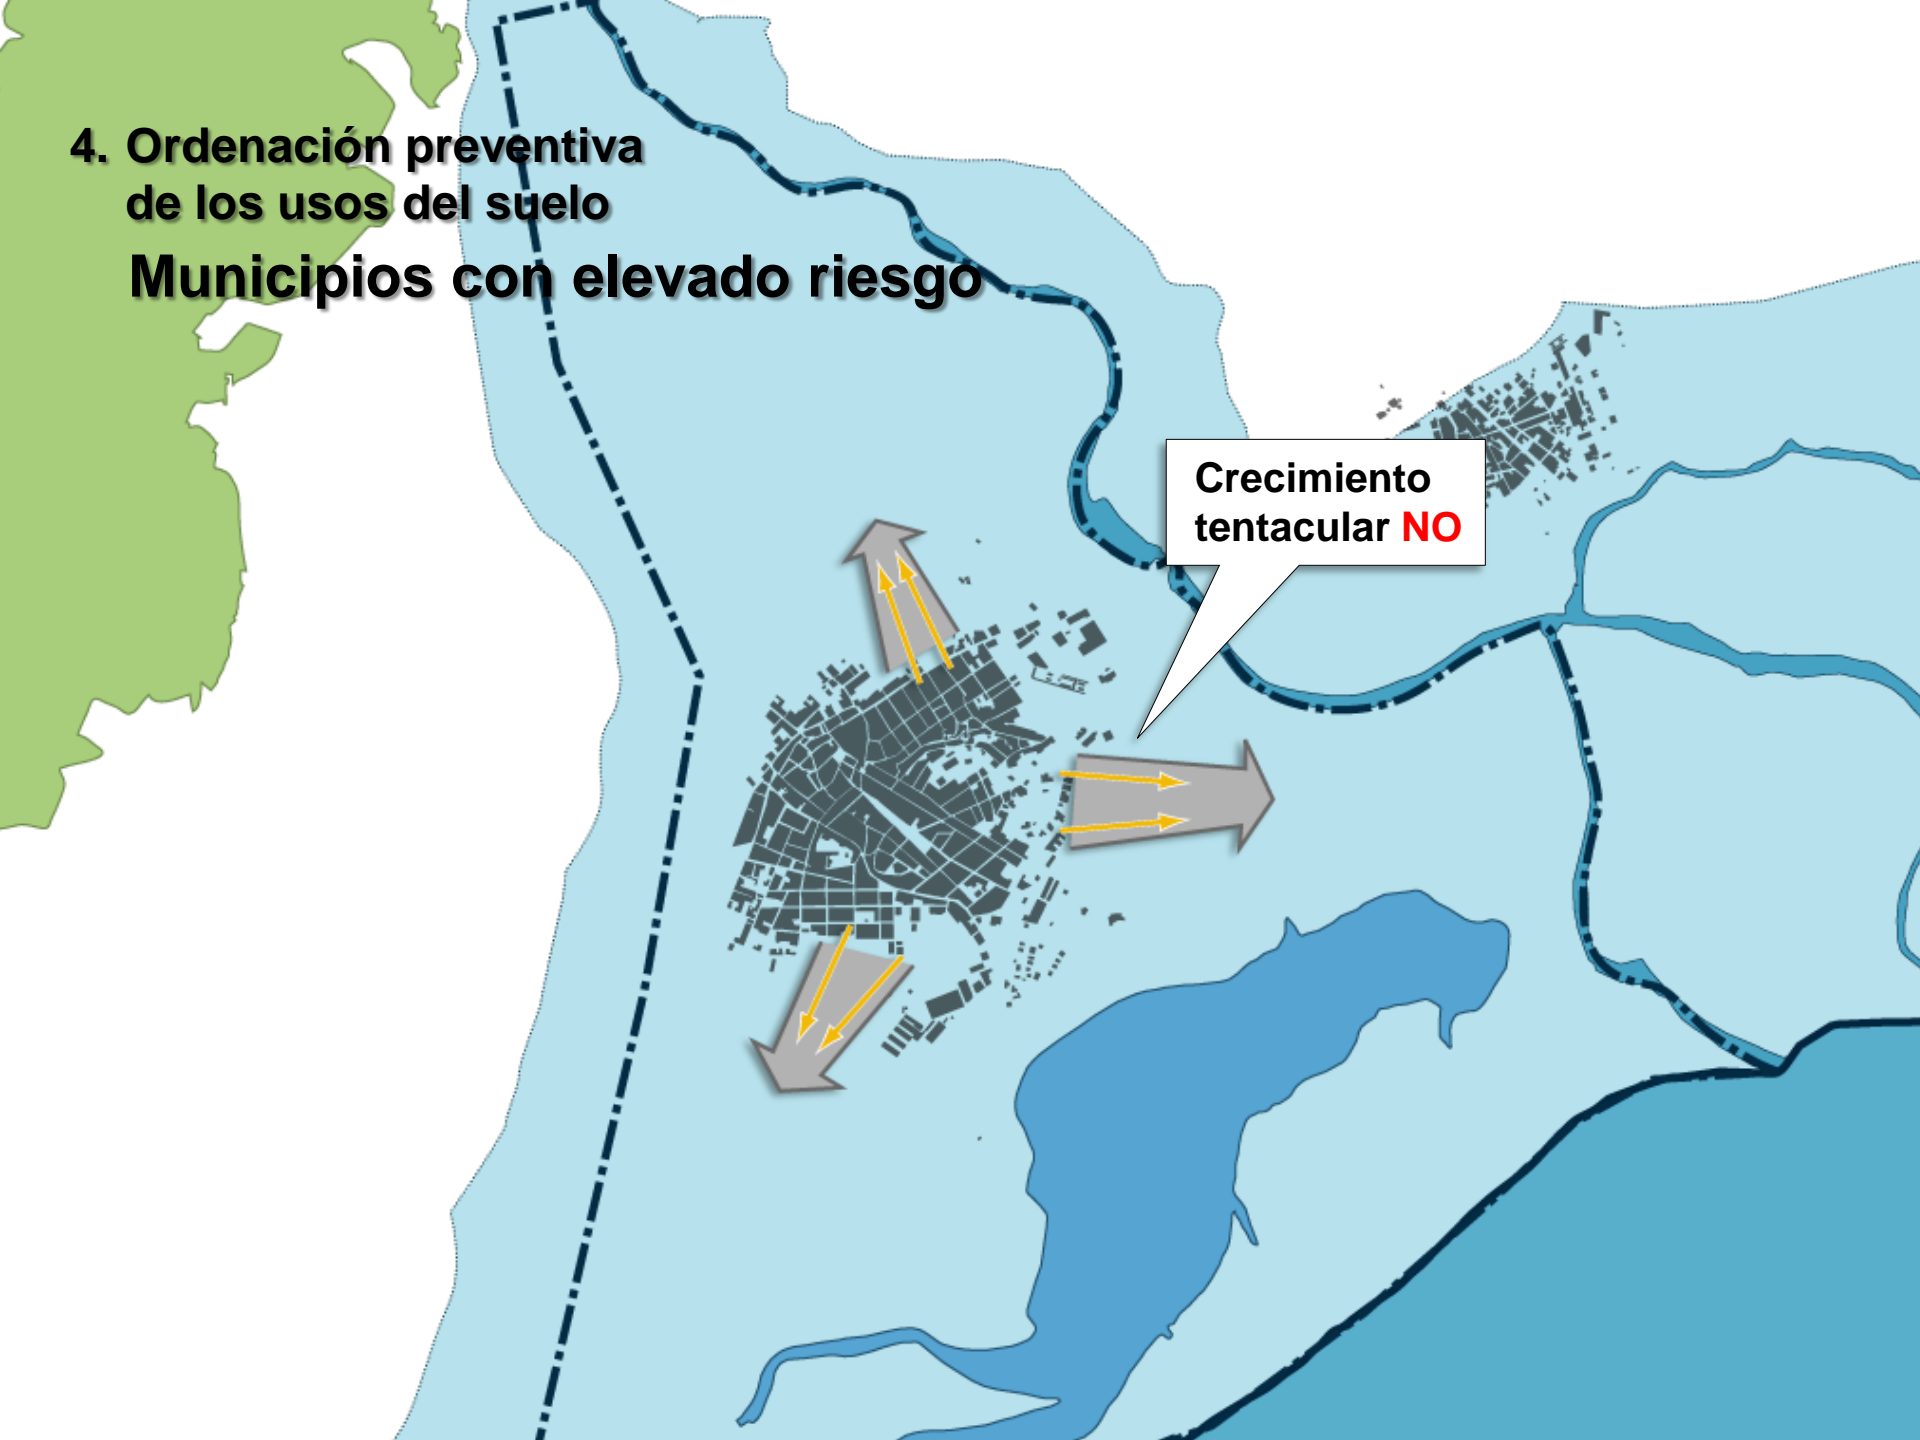 4. Ordenación preventiva
de los usos del suelo
Municipios con elevado riesgo
Crecimiento
tentacular NO